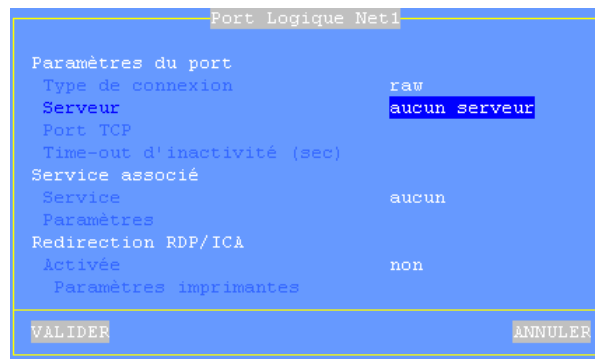 Port Logique Net1
Paramètres du port
Type de connexion raw
Serveur aucun serveur
Port TCP
Time-out d'inactivité (sec)
Service associé
Service aucun
Paramètres
Redirection RDP/ICA
Activée non
Paramètres imprimantes
VALIDER ANNULER